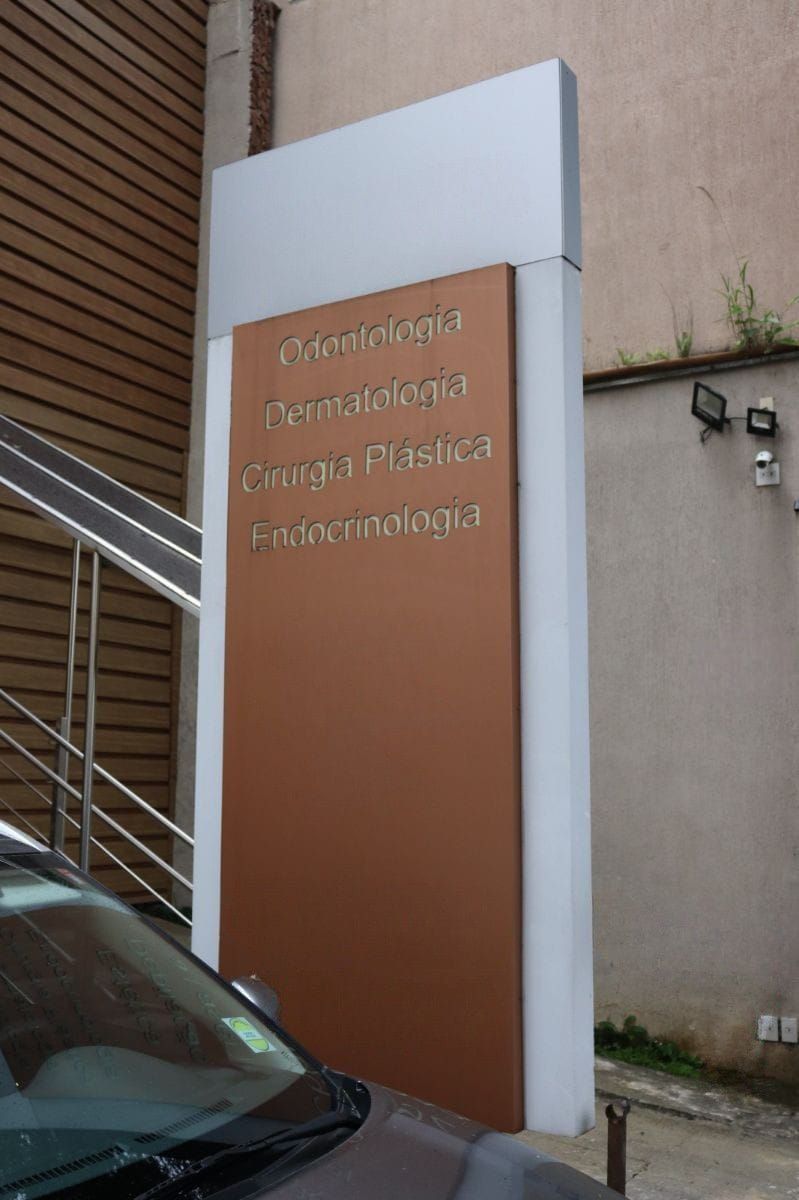 Odontologia
Dermatologia
Cirurgia Plástica
Endocrinologia